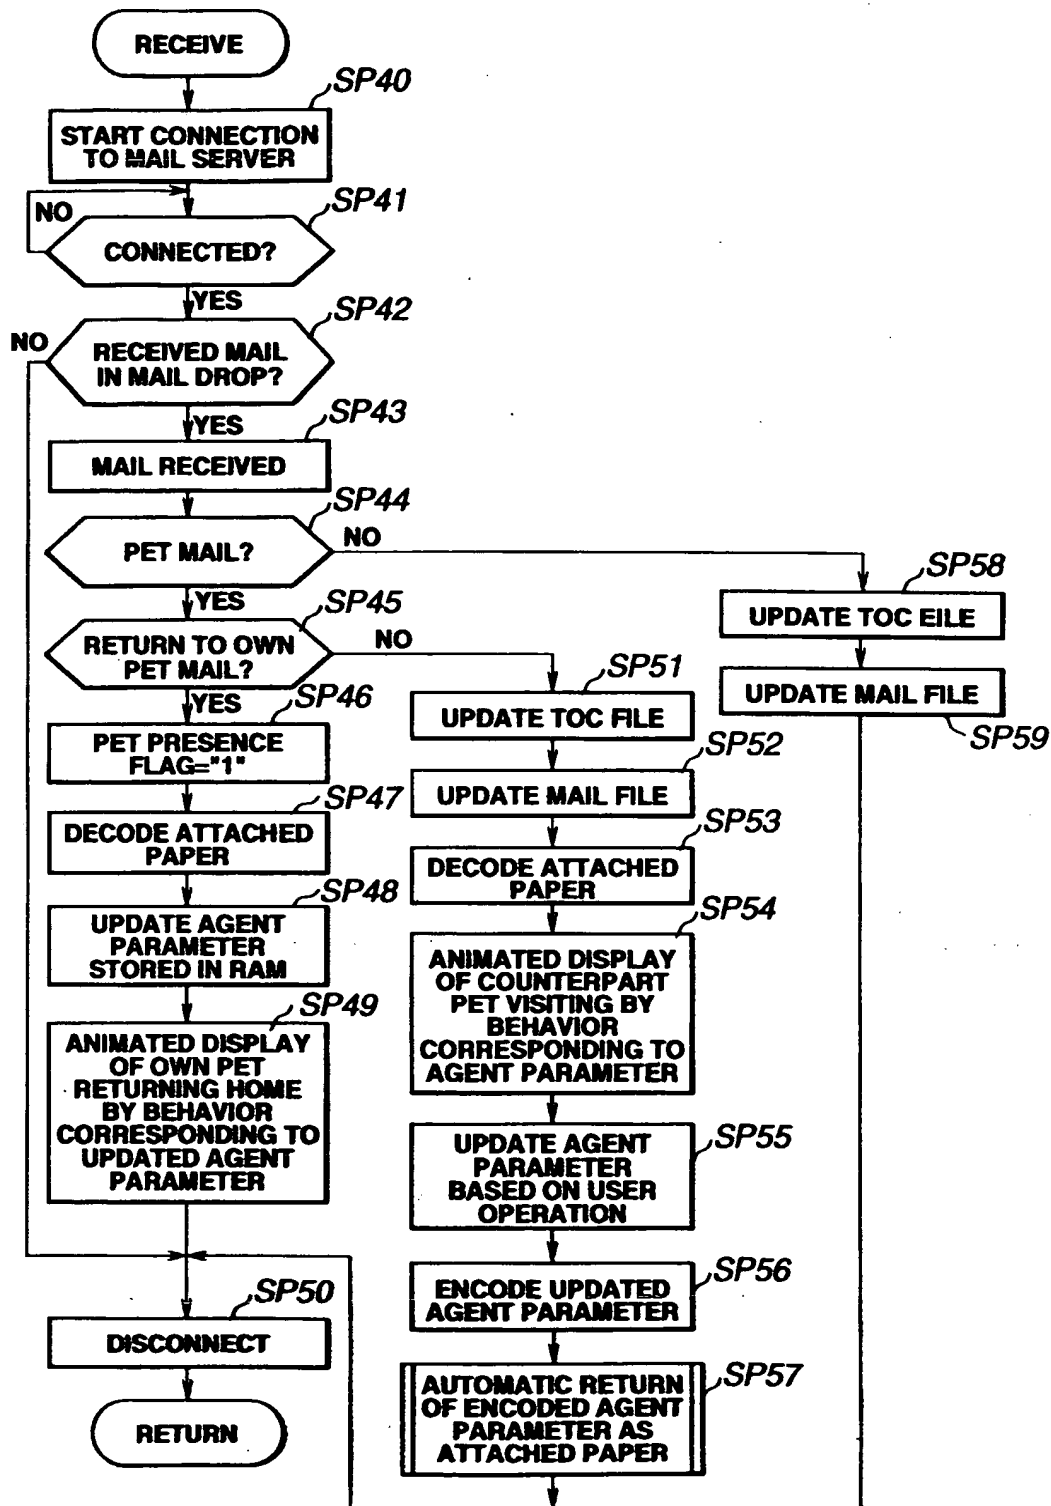 RECEIVE
SP40
START CONNECTION
TO MAIL SERVER
NO
SP41
CONNECTED?
YES
SP42
NO
RECEIVED MAIL
IN MAIL DROP?
YES
SP43
MAIL RECEIVED
SP44
PET MAIL?
NO
YES
SP45
RETURN TO OWN
PET MAIL?
NO
YES
SP46
PET PRESENCE
FLAG="1"
SP47
DECODE ATTACHED
PAPER
SP48
UPDATE AGENT
PARAMETER
STORED IN RAM
SP49
ANIMATED DISPLAY
OF OWN PET
RETURNING HOME
BY BEHAVIOR
CORRESPONDING TO
UPDATED AGENT
PARAMETER
SP50
DISCONNECT
RETURN
SP51
UPDATE TOC FILE
SP52
UPDATE MAIL FILE
SP53
DECODE ATTACHED
PAPER
SP54
ANIMATED DISPLAY
OF COUNTERPART
PET VISITING BY
BEHAVIOR
CORRESPONDING TO
AGENT PARAMETER
SP55
UPDATE AGENT
PARAMETER
BASED ON USER
OPERATION
SP56
ENCODE UPDATED
AGENT PARAMETER
SP57
AUTOMATIC RETURN
OF ENCODED AGENT
PARAMETER AS
ATTACHED PAPER
SP58
UPDATE TOC EILE
UPDATE MAIL FILE
SP59